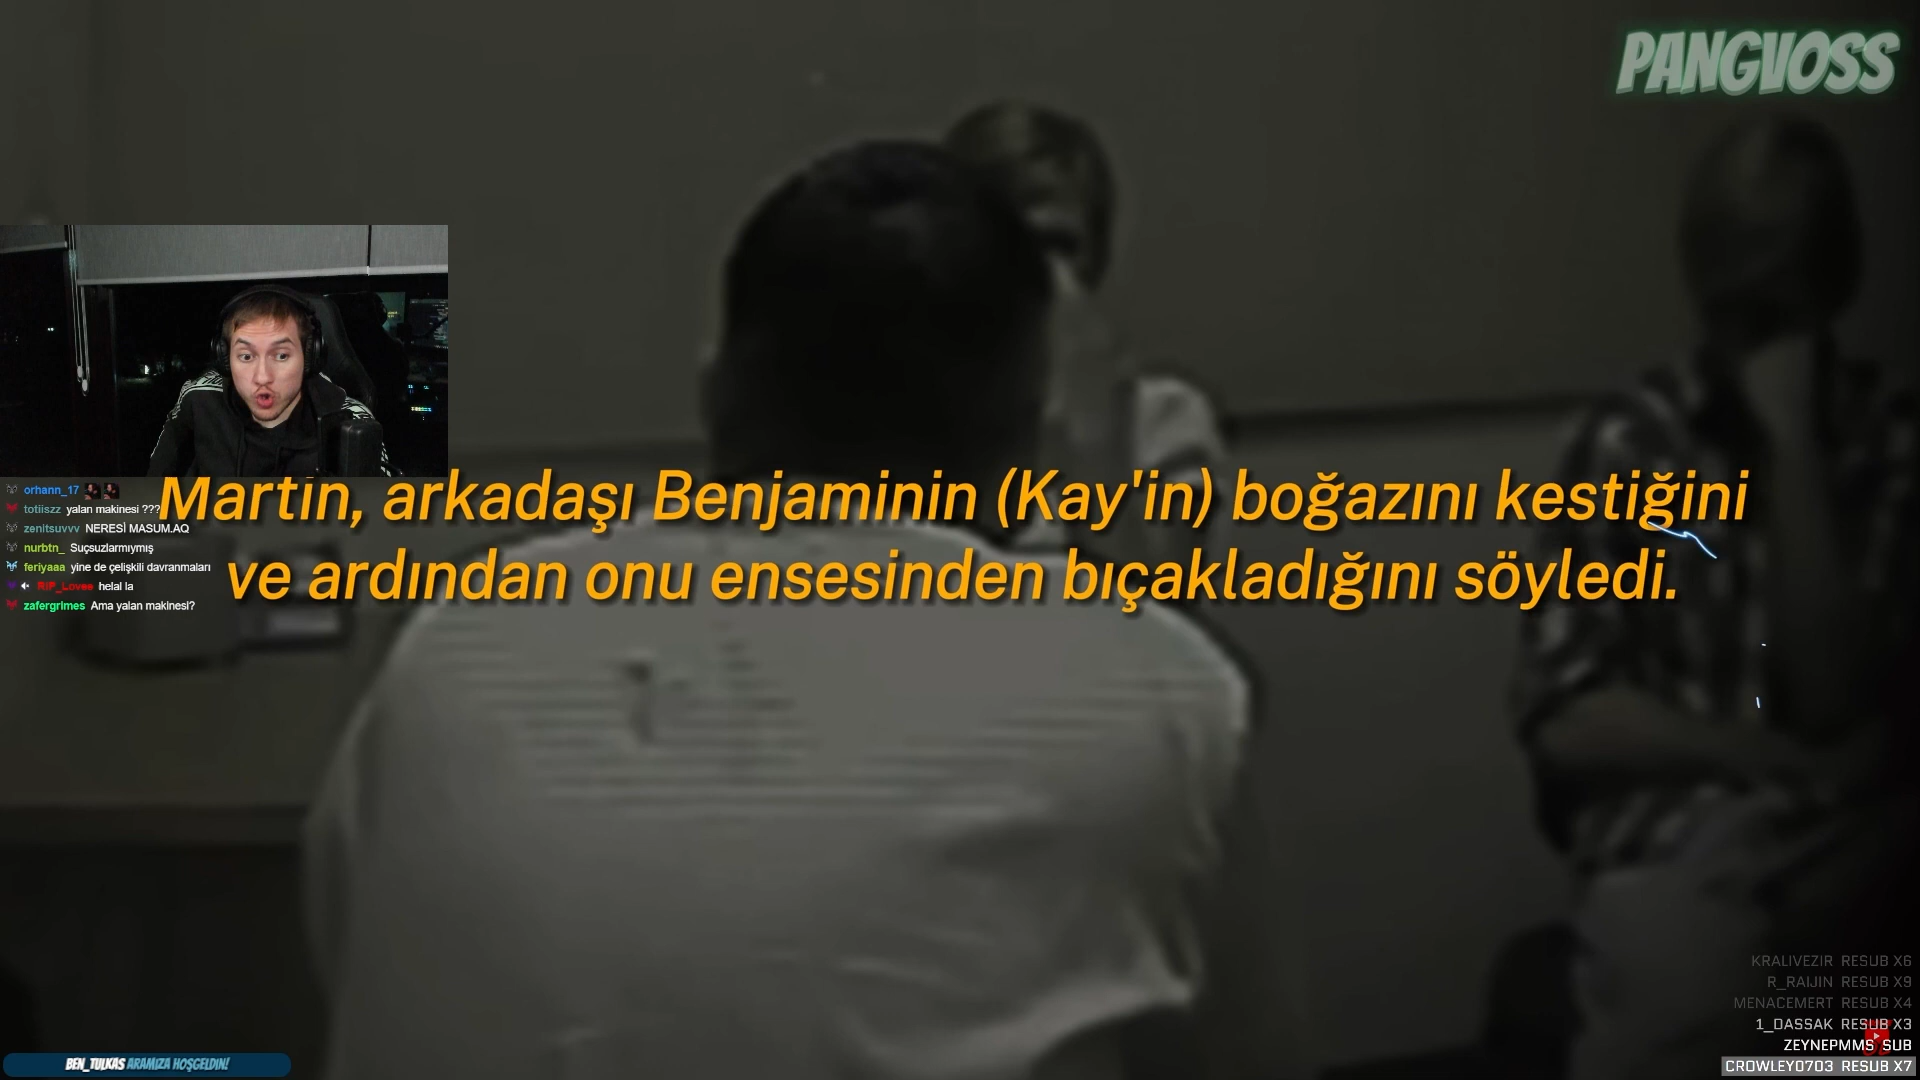 PANGVOSS
Martin, arkadaşı Benjaminin (Kay'in) boğazını kestiğini
ve ardından onu ensesinden bıçakladığını söyledi.
orhann_17
totiiszz yalan makinesi ???
zenitsuvvv NERESİ MASUM.AQ
nurbtn_ Suçsuzlarmıymış
feriyaaa yine de çelişkili davranmaları
RIP_Lovee helal la
zafergrimes Ama yalan makinesi?
KRALIVEZIR RESUB X6
R_RAIJIN RESUB X9
MENACEMERT RESUB X4
1_DASSAK RESUB X3
ZEYNEPMMS SUB
CROWLEY0703 RESUB X7
BEN_TULKAS ARAMIZA HOŞGELDIN!